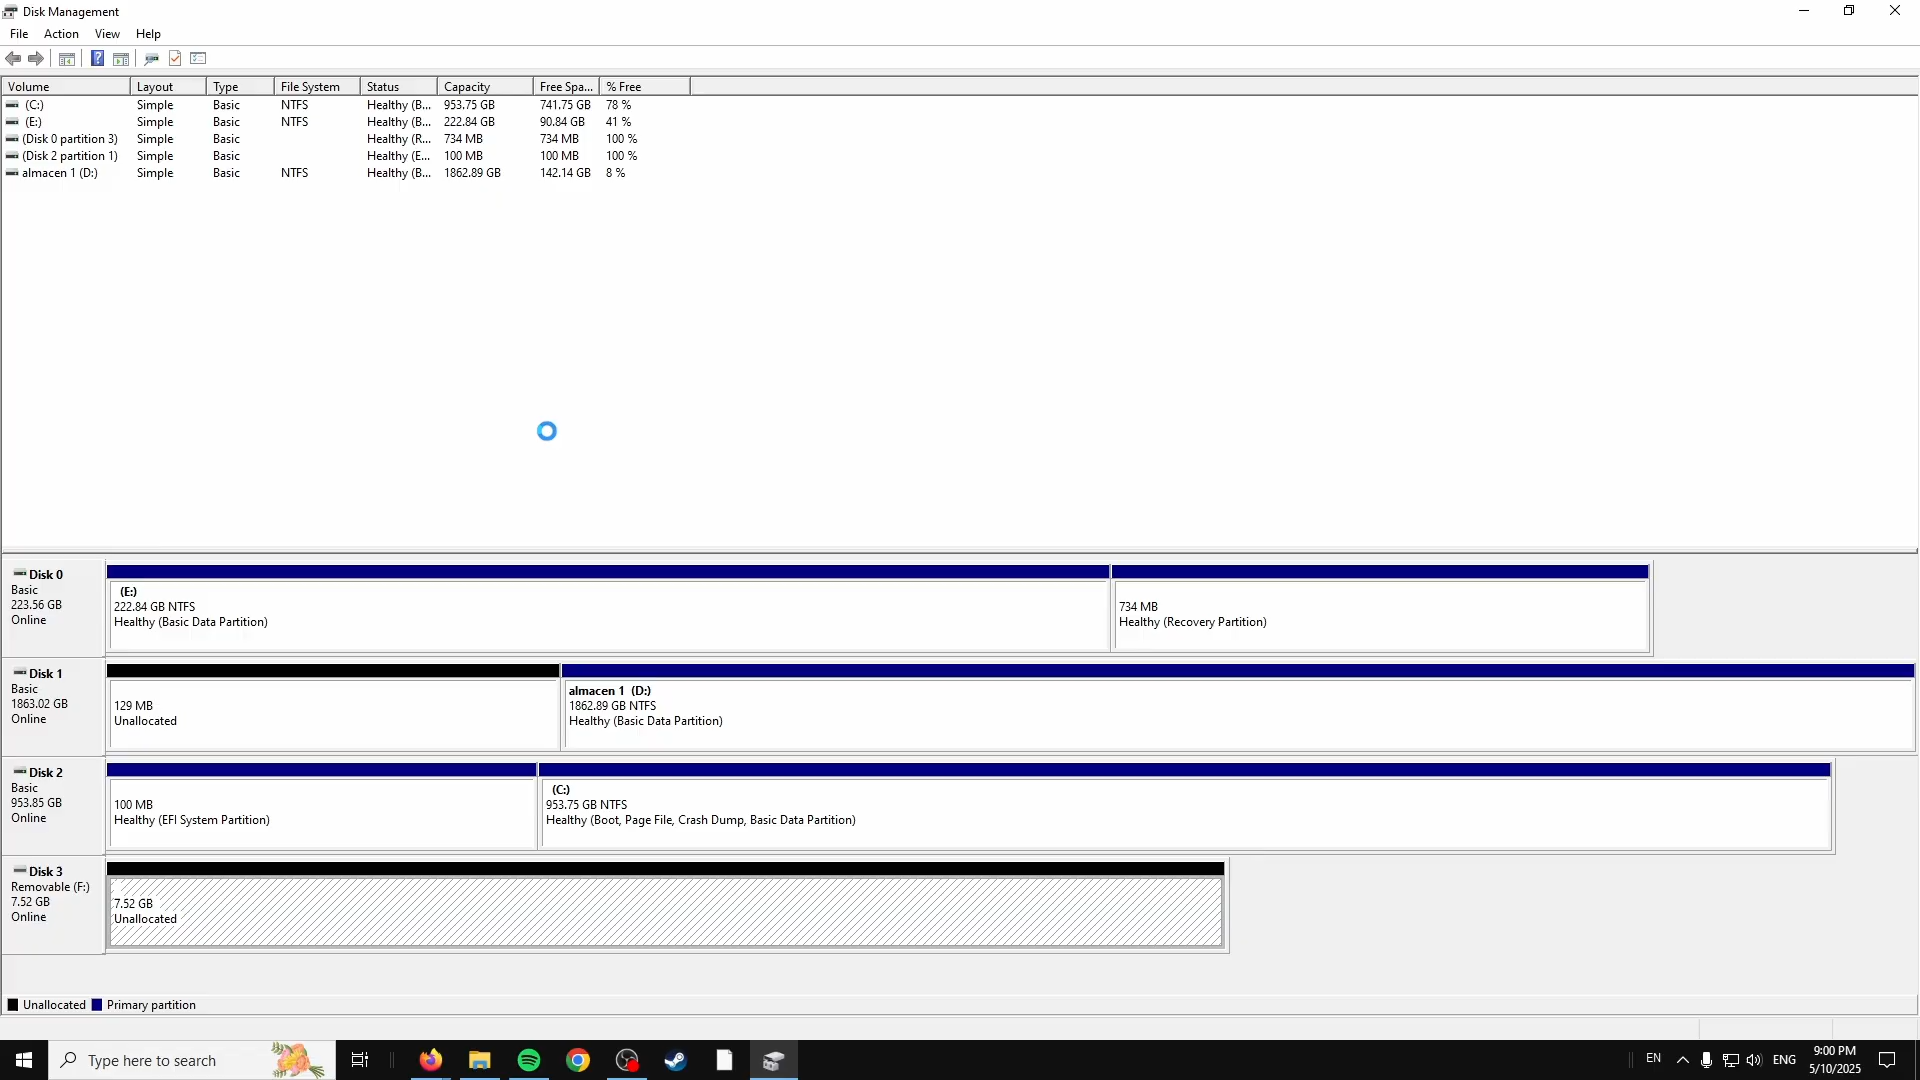 Disk Management
File Action View Help
Volume Layout Type File System Status Capacity Free Spa... % Free
(C:) Simple Basic NTFS Healthy (B... 953.75 GB 741.75 GB 78 %
(E:) Simple Basic NTFS Healthy (B... 222.84 GB 90.84 GB 41 %
(Disk 0 partition 3) Simple Basic Healthy (R... 734 MB 734 MB 100 %
(Disk 2 partition 1) Simple Basic Healthy (E... 100 MB 100 MB 100 %
almacen 1 (D:) Simple Basic NTFS Healthy (B... 1862.89 GB 142.14 GB 8 %
Disk 0
Basic
223.56 GB
Online
(E:)
222.84 GB NTFS
Healthy (Basic Data Partition)
734 MB
Healthy (Recovery Partition)
Disk 1
Basic
1863.02 GB
Online
129 MB
Unallocated
almacen 1 (D:)
1862.89 GB NTFS
Healthy (Basic Data Partition)
Disk 2
Basic
953.85 GB
Online
100 MB
Healthy (EFI System Partition)
(C:)
953.75 GB NTFS
Healthy (Boot, Page File, Crash Dump, Basic Data Partition)
Disk 3
Removable (F:)
7.52 GB
Online
7.52 GB
Unallocated
Unallocated Primary partition
Type here to search
EN
ENG
9:00 PM
5/10/2025